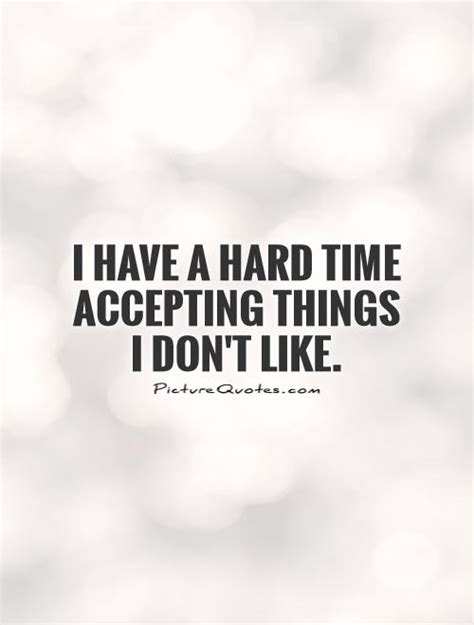 I HAVE A HARD TIME
ACCEPTING THINGS
I DON'T LIKE.
PictureQuotes.com